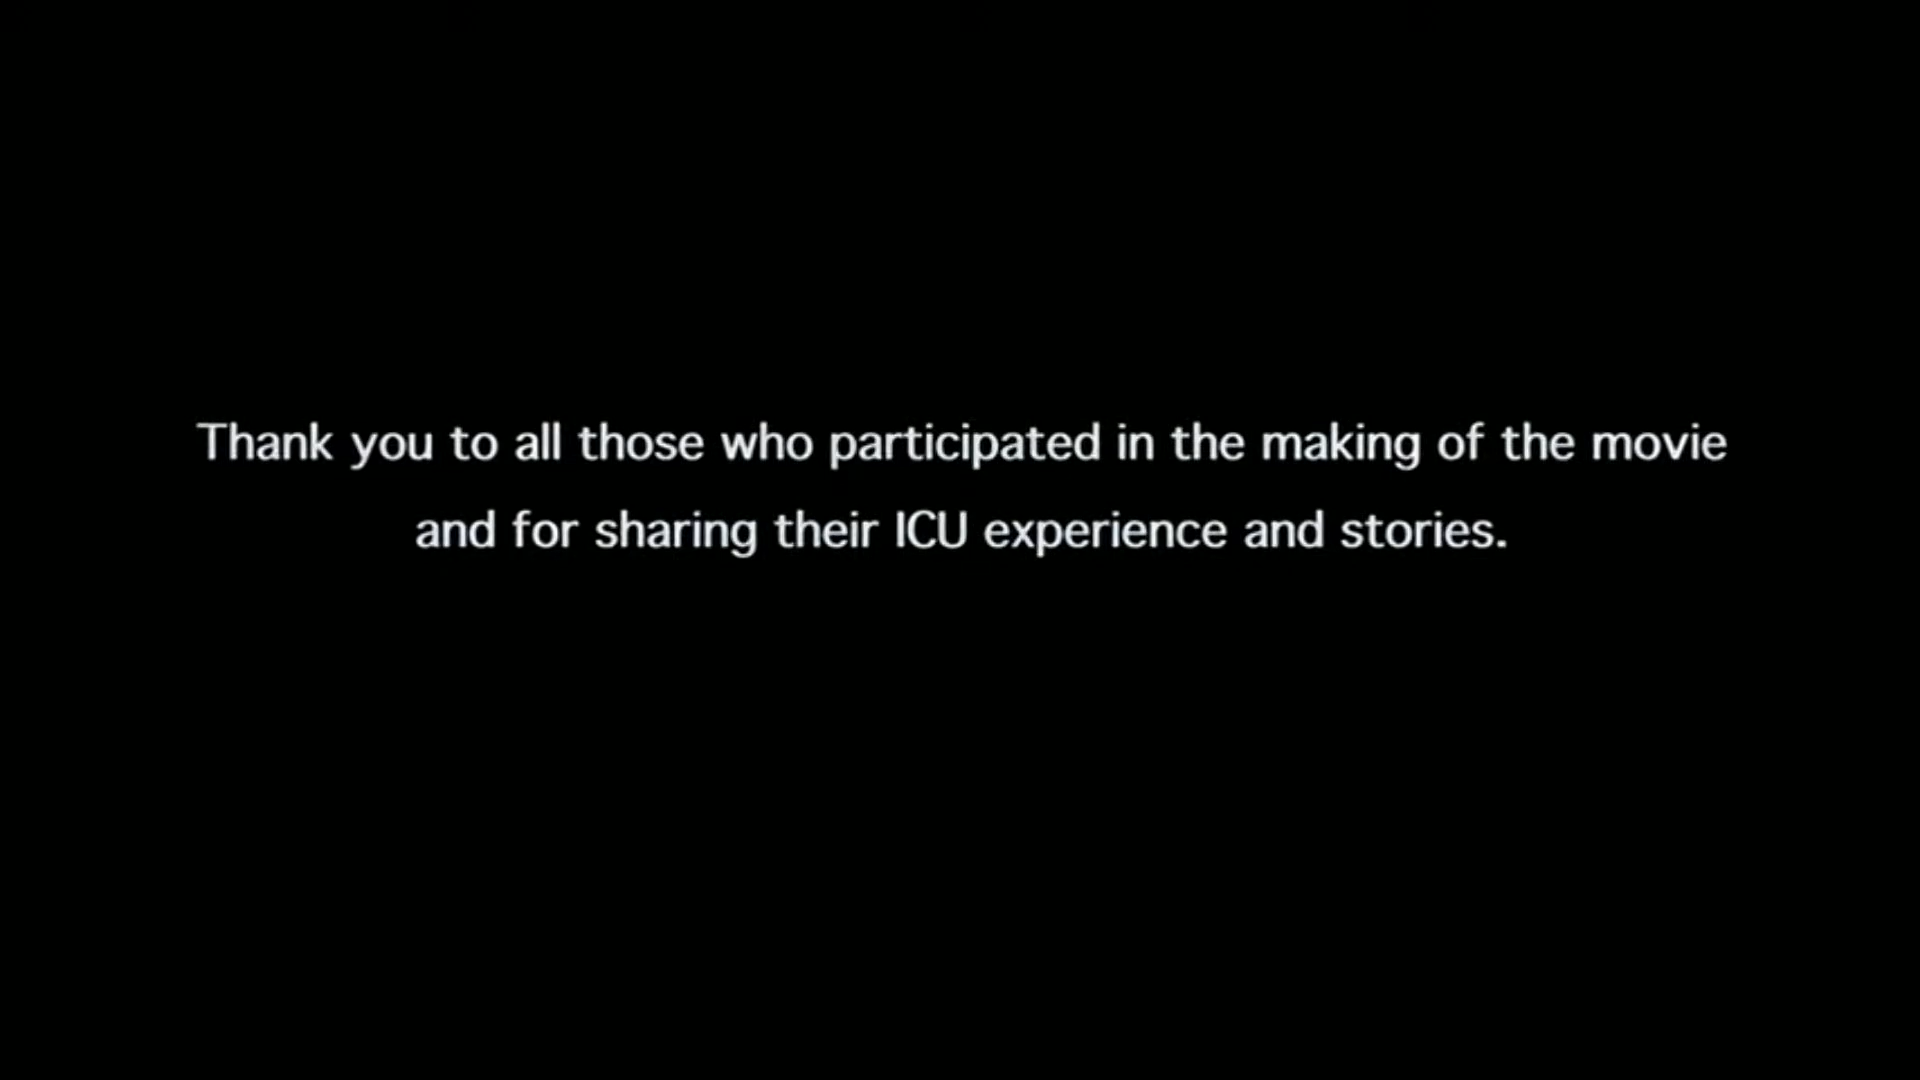 Thank you to all those who participated in the making of the movie
and for sharing their ICU experience and stories.